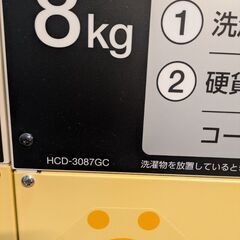 8kg
① 洗
② 硬貨
コー
HCD-3087GC
洗濯物を放置していると